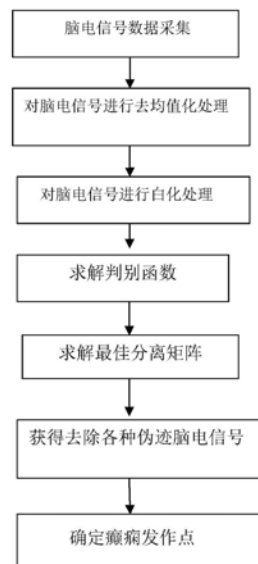 脑电信号数据采集
对脑电信号进行去均值化处理
对脑电信号进行白化处理
求解判别函数
求解最佳分离矩阵
获得去除各种伪迹脑电信号
确定癫痫发作点